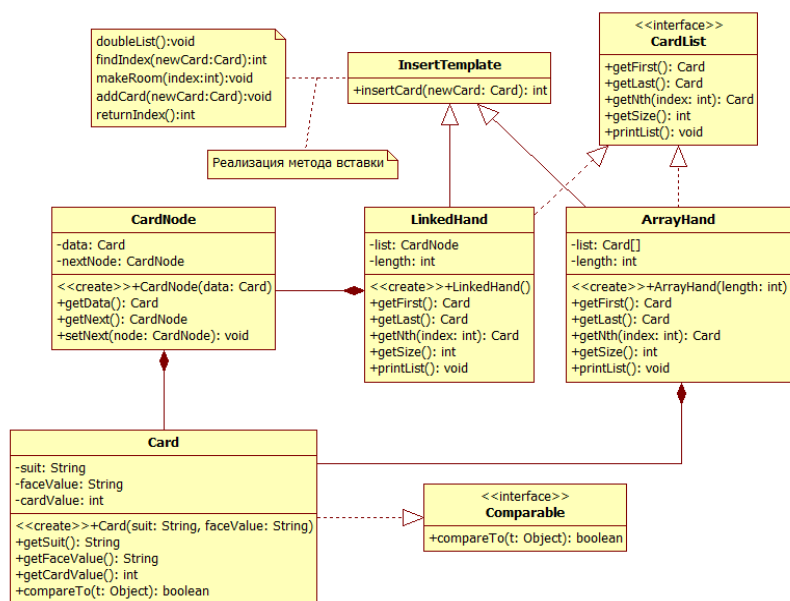 doubleList():void
findIndex(newCard:Card):int
makeRoom(index:int):void
addCard(newCard:Card):void
returnIndex():int
InsertTemplate
+insertCard(newCard: Card): int
<<interface>>
CardList
+getFirst(): Card
+getLast(): Card
+getNth(index: int): Card
+getSize(): int
+printList(): void
Реализация метода вставки
CardNode
-data: Card
-nextNode: CardNode
<<create>>+CardNode(data: Card)
+getData(): Card
+getNext(): CardNode
+setNext(node: CardNode): void
LinkedHand
-list: CardNode
-length: int
<<create>>+LinkedHand()
+getFirst(): Card
+getLast(): Card
+getNth(index: int): Card
+getSize(): int
+printList(): void
ArrayHand
-list: Card[]
-length: int
<<create>>+ArrayHand(length: int)
+getFirst(): Card
+getLast(): Card
+getNth(index: int): Card
+getSize(): int
+printList(): void
Card
-suit: String
-faceValue: String
-cardValue: int
<<create>>+Card(suit: String, faceValue: String)
+getSuit(): String
+getFaceValue(): String
+getCardValue(): int
+compareTo(t: Object): boolean
<<interface>>
Comparable
+compareTo(t: Object): boolean